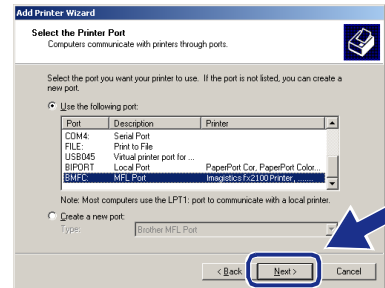 Add Printer Wizard
Select the Printer Port
Computers communicate with printers through ports.
Select the port you want your printer to use. If the port is not listed, you can create a
new port.
Use the following port:
Port Description Printer
COM4: Serial Port
FILE: Print to File
USB045 Virtual printer port for ...
BIPORT Local Port PaperPort Cor, PaperPort Color...
BMFC: MFL Port Imagistics fx2100 Printer, .......
Note: Most computers use the LPT1: port to communicate with a local printer.
Create a new port:
Type: Brother MFL Port
< Back Next > Cancel